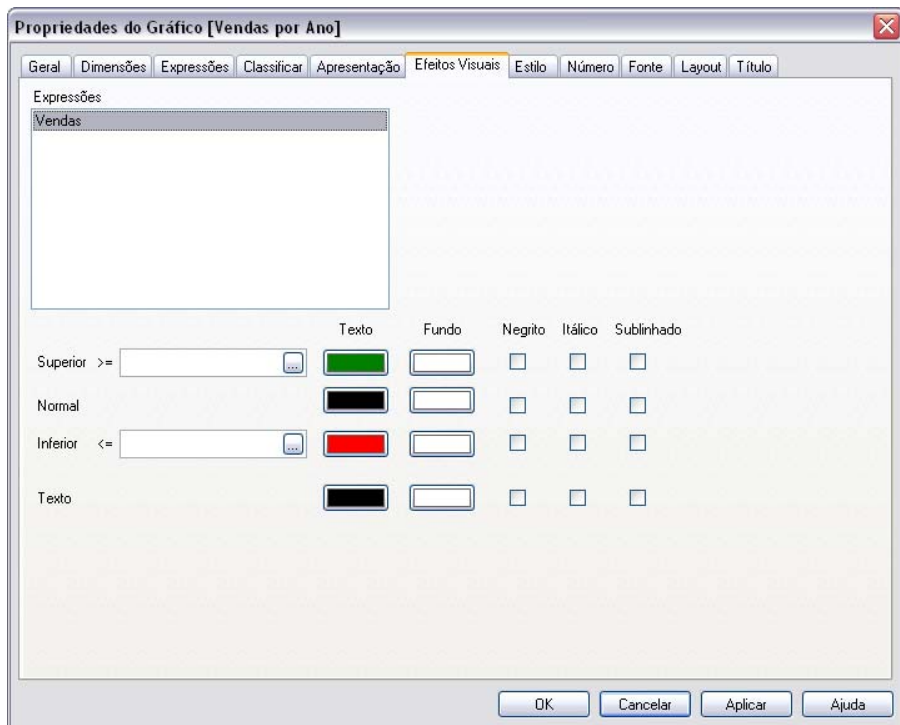 Propriedades do Gráfico [Vendas por Ano]
Geral Dimensões Expressões Classificar Apresentação Efeitos Visuais Estilo Número Fonte Layout Título
Expressões
Vendas
Texto Fundo Negrito Itálico Sublinhado
Superior >= ...
Normal
Inferior <= ...
Texto
OK Cancelar Aplicar Ajuda